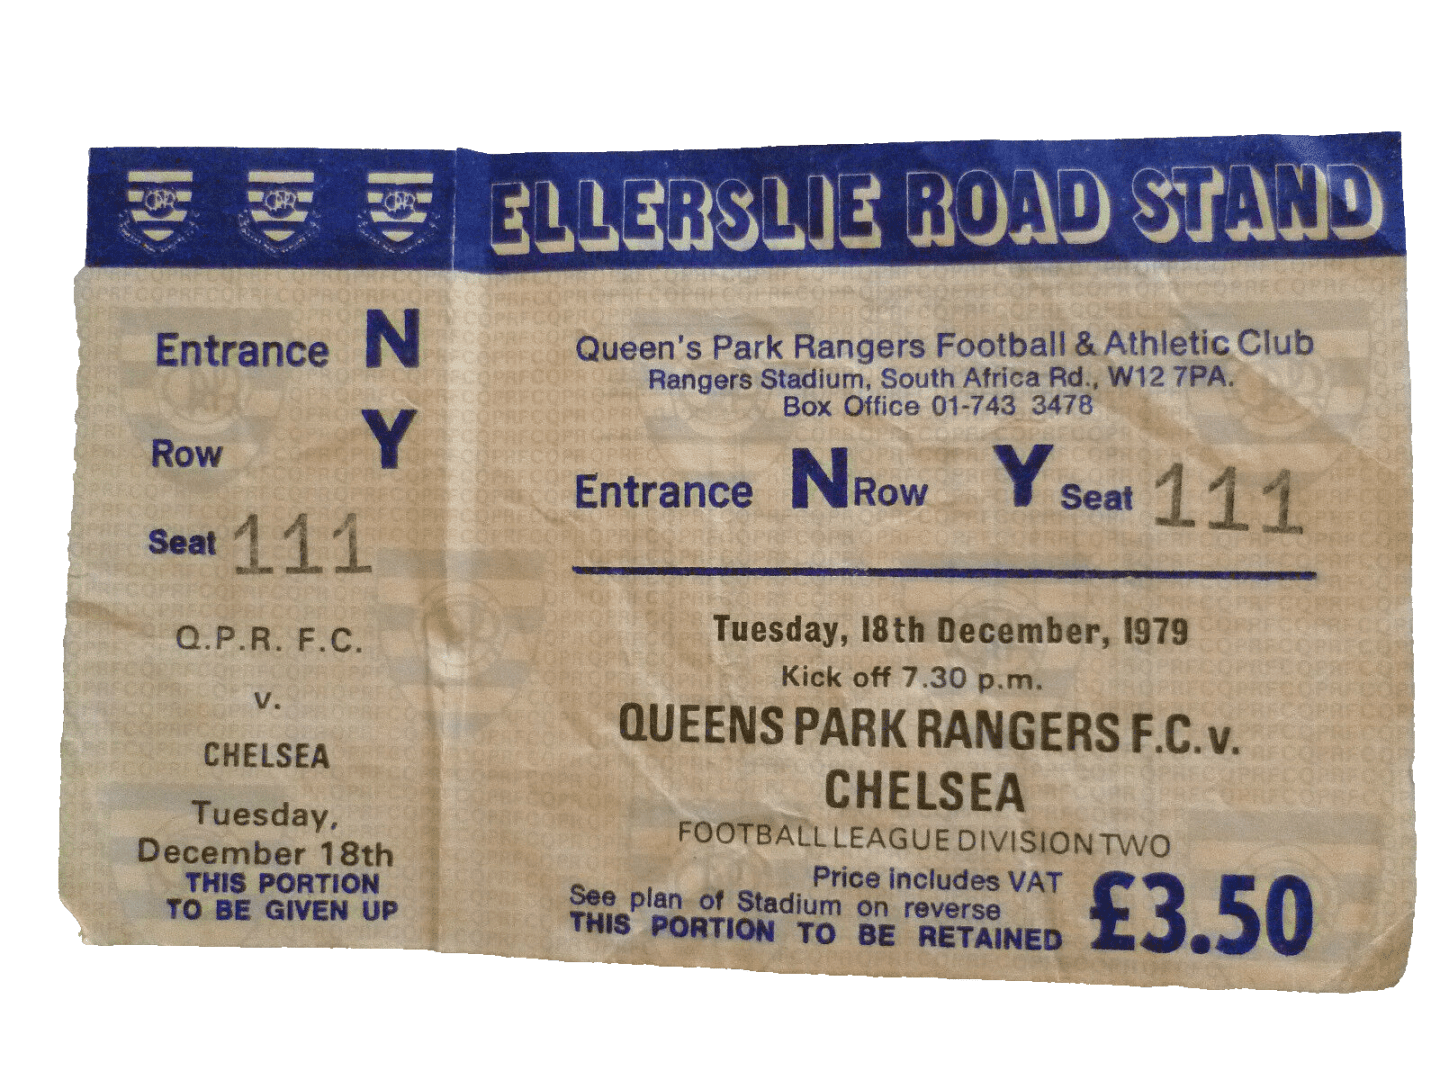 ELLERSLIE ROAD STAND
Entrance N
Row Y
Seat 111
Q.P.R. F.C.
v.
CHELSEA
Tuesday,
December 18th
THIS PORTION
TO BE GIVEN UP
Queen's Park Rangers Football & Athletic Club
Rangers Stadium, South Africa Rd., W12 7PA.
Box Office 01-743 3478
Entrance N Row Y Seat 111
Tuesday, 18th December, 1979
Kick off 7.30 p.m.
QUEENS PARK RANGERS F.C. v.
CHELSEA
FOOTBALL LEAGUE DIVISION TWO
Price includes VAT
See plan of Stadium on reverse
THIS PORTION TO BE RETAINED
£3.50